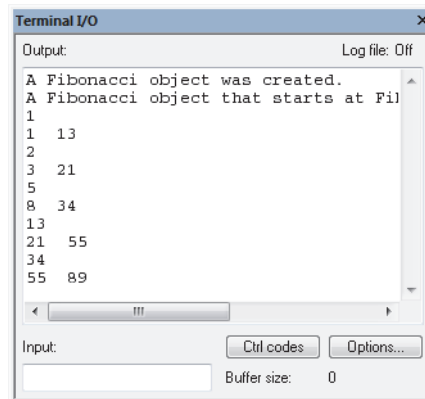 Terminal I/O
Output: Log file: Off
A Fibonacci object was created.
A Fibonacci object that starts at
1
1 13
2
3 21
5
8 34
13
21 55
34
55 89
Input: Ctrl codes Options...
Buffer size: 0